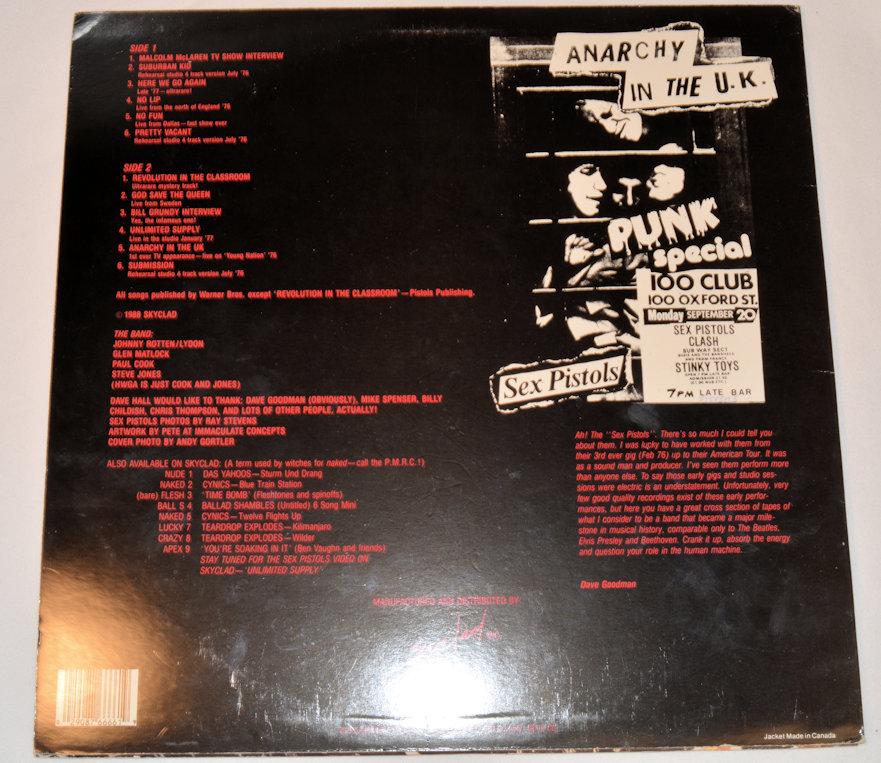 SIDE 1
1. MALCOLM McLAREN TV SHOW INTERVIEW
2. SUBURBAN KID
Rehearsal studio 4 track version July '76
3. HERE WE GO AGAIN
Late '77—ultrarare!
4. NO LIP
Live from the north of England '76
5. NO FUN
Live from Dallas—last show ever
6. PRETTY VACANT
Rehearsal studio 4 track version July '76
SIDE 2
1. REVOLUTION IN THE CLASSROOM
Ultrarare mystery track!
2. GOD SAVE THE QUEEN
Live from Sweden
3. BILL GRUNDY INTERVIEW
Yes, the infamous one!
4. UNLIMITED SUPPLY
Live in the studio January '77
5. ANARCHY IN THE UK
1st ever TV appearance—live on 'Young Nation' '76
6. SUBMISSION
Rehearsal studio 4 track version July '76
All songs published by Warner Bros. except 'REVOLUTION IN THE CLASSROOM'—Pistols Publishing.
© 1988 SKYCLAD
THE BAND:
JOHNNY ROTTEN/LYDON
GLEN MATLOCK
PAUL COOK
STEVE JONES
(HWGA IS JUST COOK AND JONES)
DAVE HALL WOULD LIKE TO THANK: DAVE GOODMAN (OBVIOUSLY), MIKE SPENSER, BILLY
CHILDISH, CHRIS THOMPSON, AND LOTS OF OTHER PEOPLE, ACTUALLY!
SEX PISTOLS PHOTOS BY RAY STEVENS
ARTWORK BY PETE AT IMMACULATE CONCEPTS
COVER PHOTO BY ANDY GORTLER
ALSO AVAILABLE ON SKYCLAD: (A term used by witches for naked—call the P.M.R.C.!)
NUDE 1 DAS YAHOOS—Sturm Und Drang
NAKED 2 CYNICS—Blue Train Station
(bare) FLESH 3 'TIME BOMB' (Fleshtones and spinoffs)
BALL S 4 BALLAD SHAMBLES (Untitled) 6 Song Mini
NAKED 5 CYNICS—Twelve Flights Up
LUCKY 7 TEARDROP EXPLODES—Kilimanjaro
CRAZY 8 TEARDROP EXPLODES—Wilder
APEX 9 'YOU'RE SOAKING IN IT' (Ben Vaughn and friends)
STAY TUNED FOR THE SEX PISTOLS VIDEO ON
SKYCLAD—'UNLIMITED SUPPLY'
MANUFACTURED AND DISTRIBUTED BY:
ANARCHY
IN THE U.K.
PUNK
special
100 CLUB
100 OXFORD ST.
Monday SEPTEMBER 20
SEX PISTOLS
CLASH
SUB WAY SECT
STINKY TOYS
7PM LATE BAR
Sex Pistols
Ah! The "Sex Pistols". There's so much I could tell you
about them. I was lucky to have worked with them from
their 3rd ever gig (Feb 76) up to their American Tour. It was
as a sound man and producer. I've seen them perform more
than anyone else. To say those early gigs and studio ses-
sions were electric is an understatement. Unfortunately, very
few good quality recordings exist of these early perfor-
mances, but here you have a great cross section of tapes of
what I consider to be a band that became a major mile-
stone in musical history, comparable only to The Beatles,
Elvis Presley and Beethoven. Crank it up, absorb the energy
and question your role in the human machine.
Dave Goodman
Jacket Made in Canada